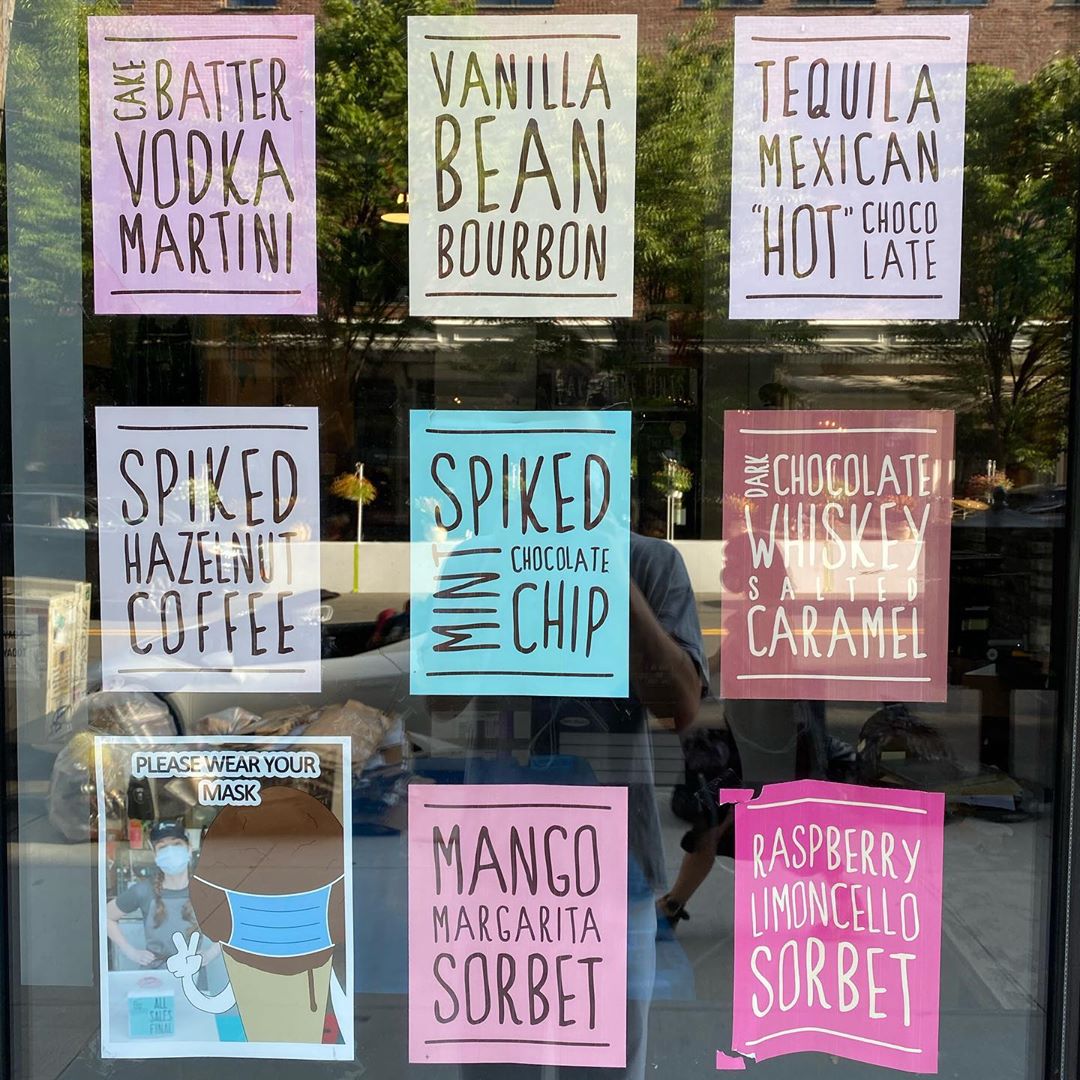 CAKE BATTER
VODKA
MARTINI
VANILLA
BEAN
BOURBON
TEQUILA
MEXICAN
"HOT" CHOCO
LATE
SPIKED
HAZELNUT
COFFEE
SPIKED
MINT CHOCOLATE
CHIP
DARK CHOCOLATE
WHISKEY
SALTED
CARAMEL
PLEASE WEAR YOUR
MASK
ALL
SALES
FINAL
MANGO
MARGARITA
SORBET
RASPBERRY
LIMONCELLO
SORBET